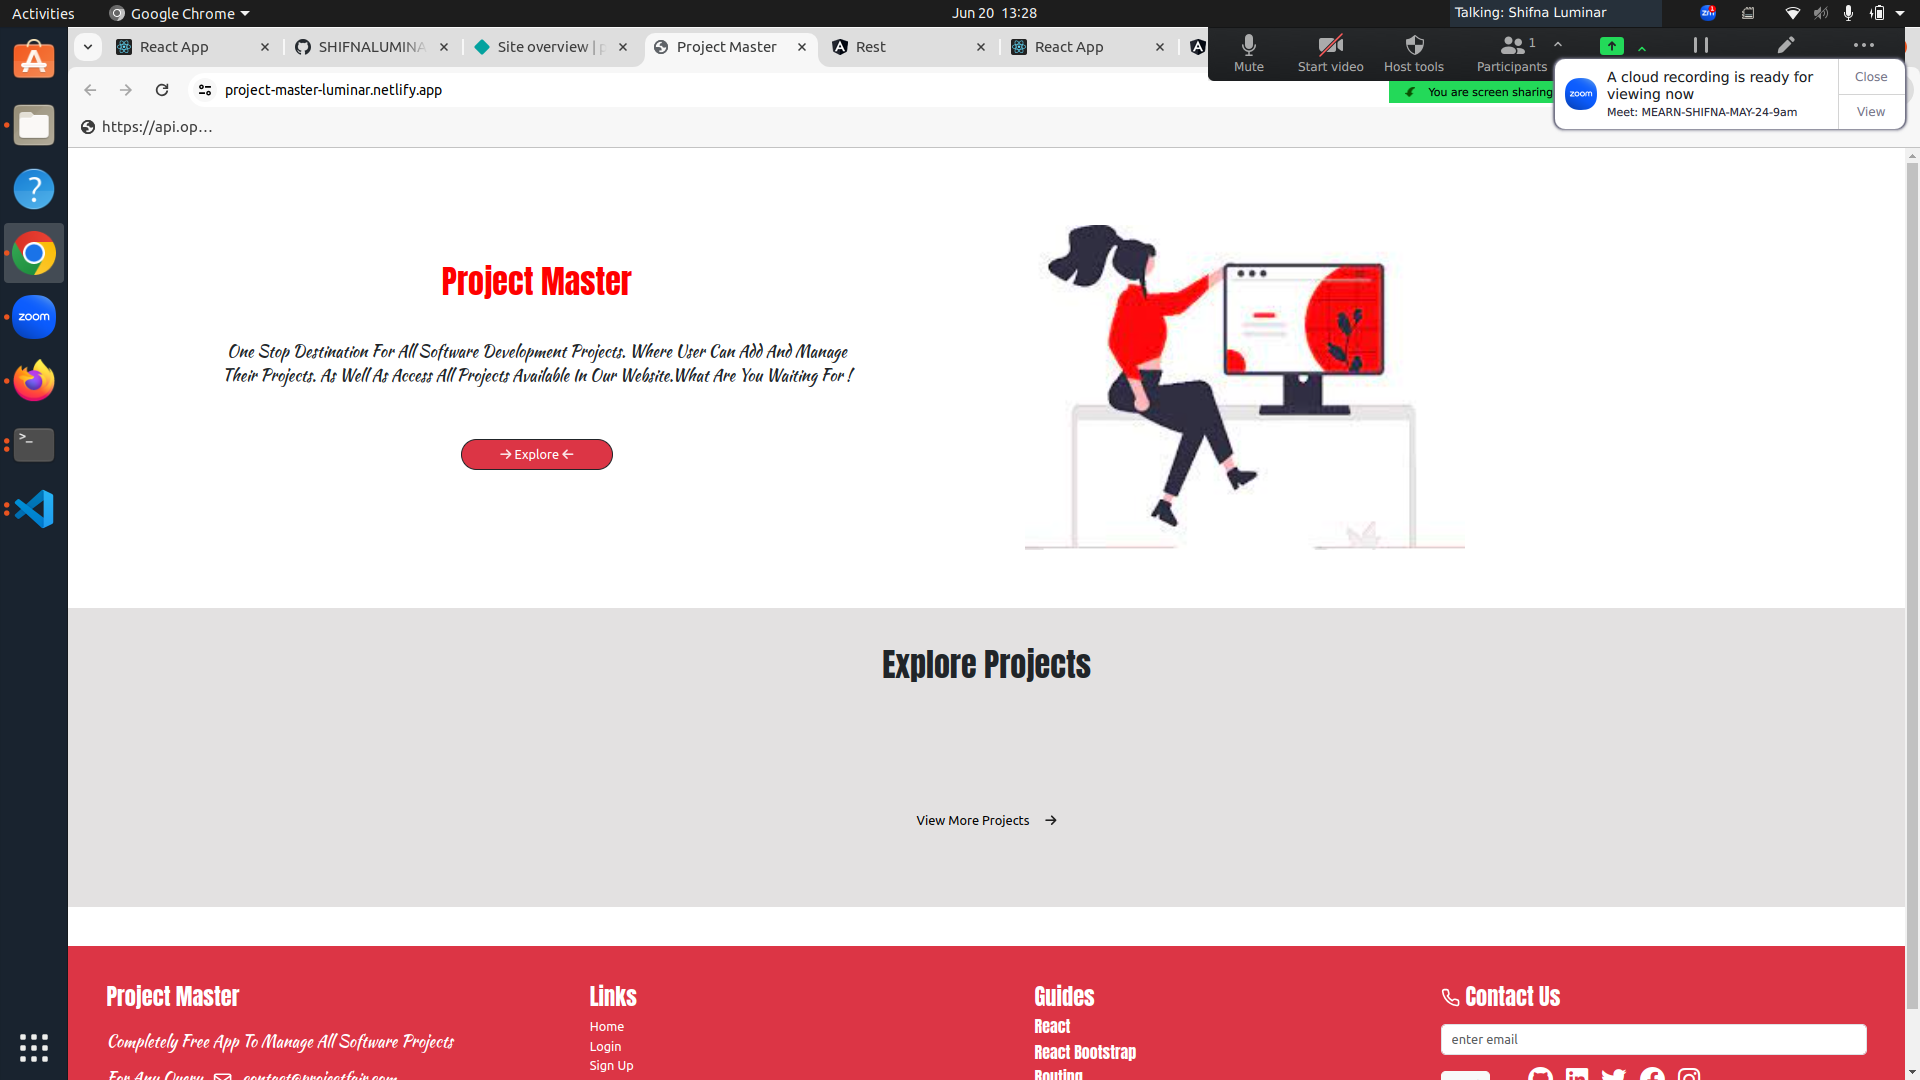 Activities
Google Chrome
Jun 20 13:28
Talking: Shifna Luminar
React App
SHIFNALUMINA
Site overview | p
Project Master
Rest
React App
Mute
Start video
Host tools
Participants
1
project-master-luminar.netlify.app
You are screen sharing
A cloud recording is ready for
viewing now
Meet: MEARN-SHIFNA-MAY-24-9am
Close
View
https://api.op...
zoom
zoom
Project Master
One Stop Destination For All Software Development Projects. Where User Can Add And Manage
Their Projects. As Well As Access All Projects Available In Our Website.What Are You Waiting For !
Explore
Explore Projects
View More Projects
Project Master
Completely Free App To Manage All Software Projects
For Any Query
contact@projectfair.com
Links
Home
Login
Sign Up
Guides
React
React Bootstrap
Routing
Contact Us
enter email